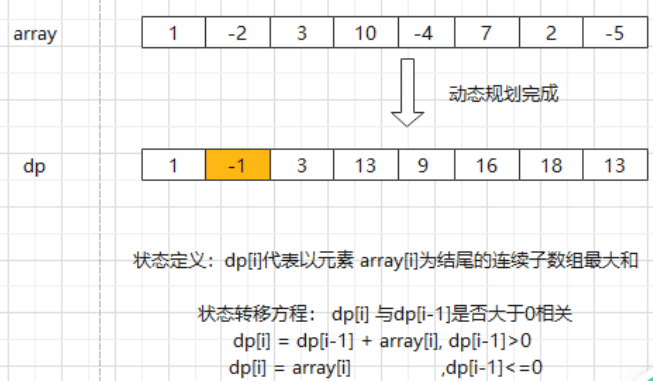 array 1 -2 3 10 -4 7 2 -5
动态规划完成
dp 1 -1 3 13 9 16 18 13
状态定义：dp[i]代表以元素 array[i]为结尾的连续子数组最大和
状态转移方程： dp[i] 与dp[i-1]是否大于0相关
dp[i] = dp[i-1] + array[i], dp[i-1]>0
dp[i] = array[i] ,dp[i-1]<=0